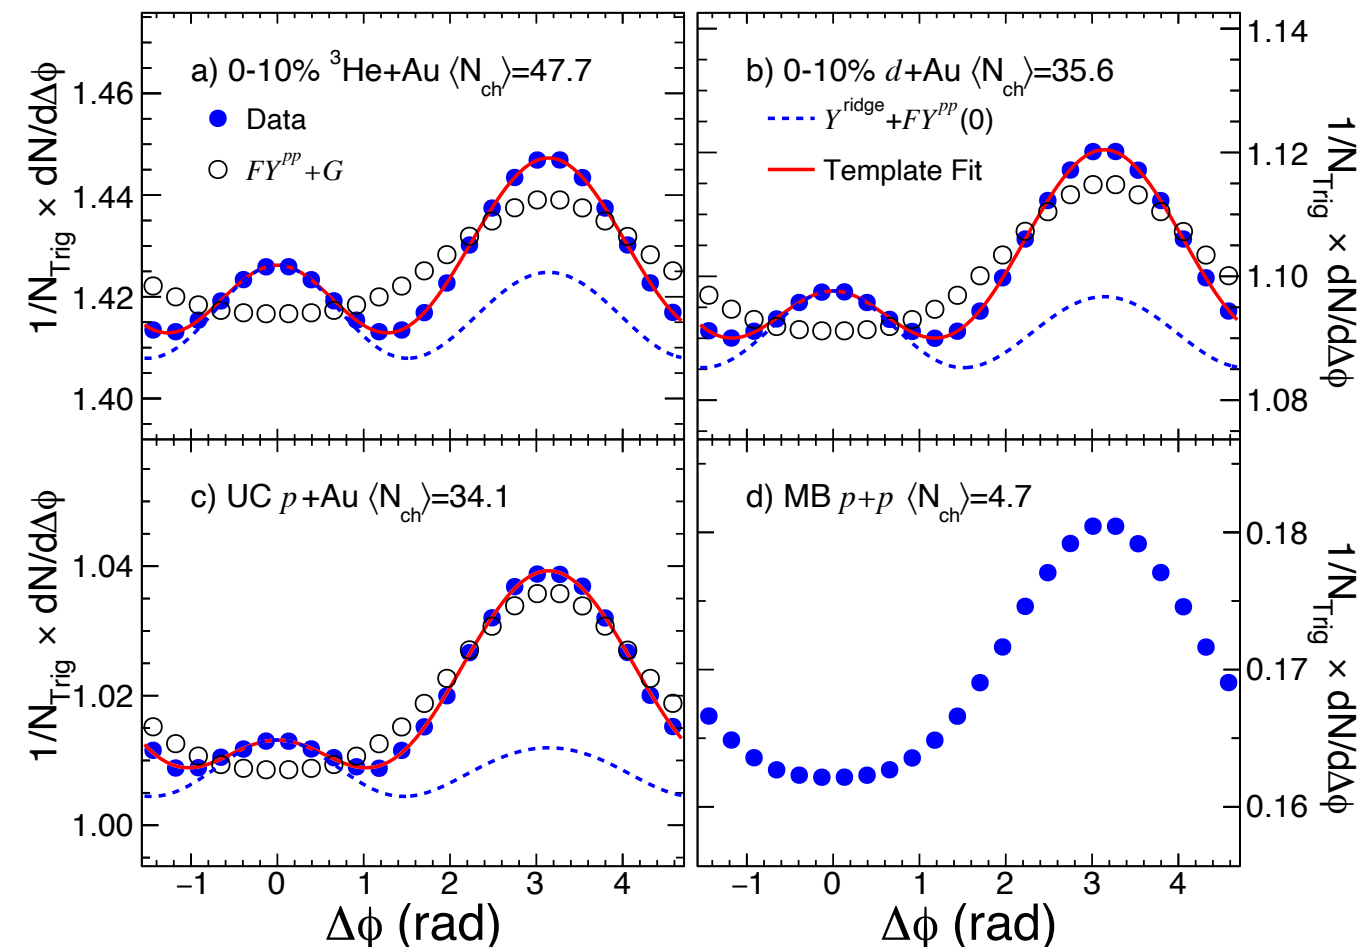 a) 0-10% ³He+Au ⟨N_ch⟩=47.7
Data
FY^pp+G
1/N_Trig × dN/dΔϕ
1.46
1.44
1.42
1.40
b) 0-10% d+Au ⟨N_ch⟩=35.6
Y^ridge+FY^pp(0)
Template Fit
1.14
1.12
1.10
1.08
1/N_Trig × dN/dΔϕ
c) UC p+Au ⟨N_ch⟩=34.1
1/N_Trig × dN/dΔϕ
1.04
1.02
1.00
−1 0 1 2 3 4
Δϕ (rad)
d) MB p+p ⟨N_ch⟩=4.7
0.18
0.17
0.16
1/N_Trig × dN/dΔϕ
−1 0 1 2 3 4
Δϕ (rad)